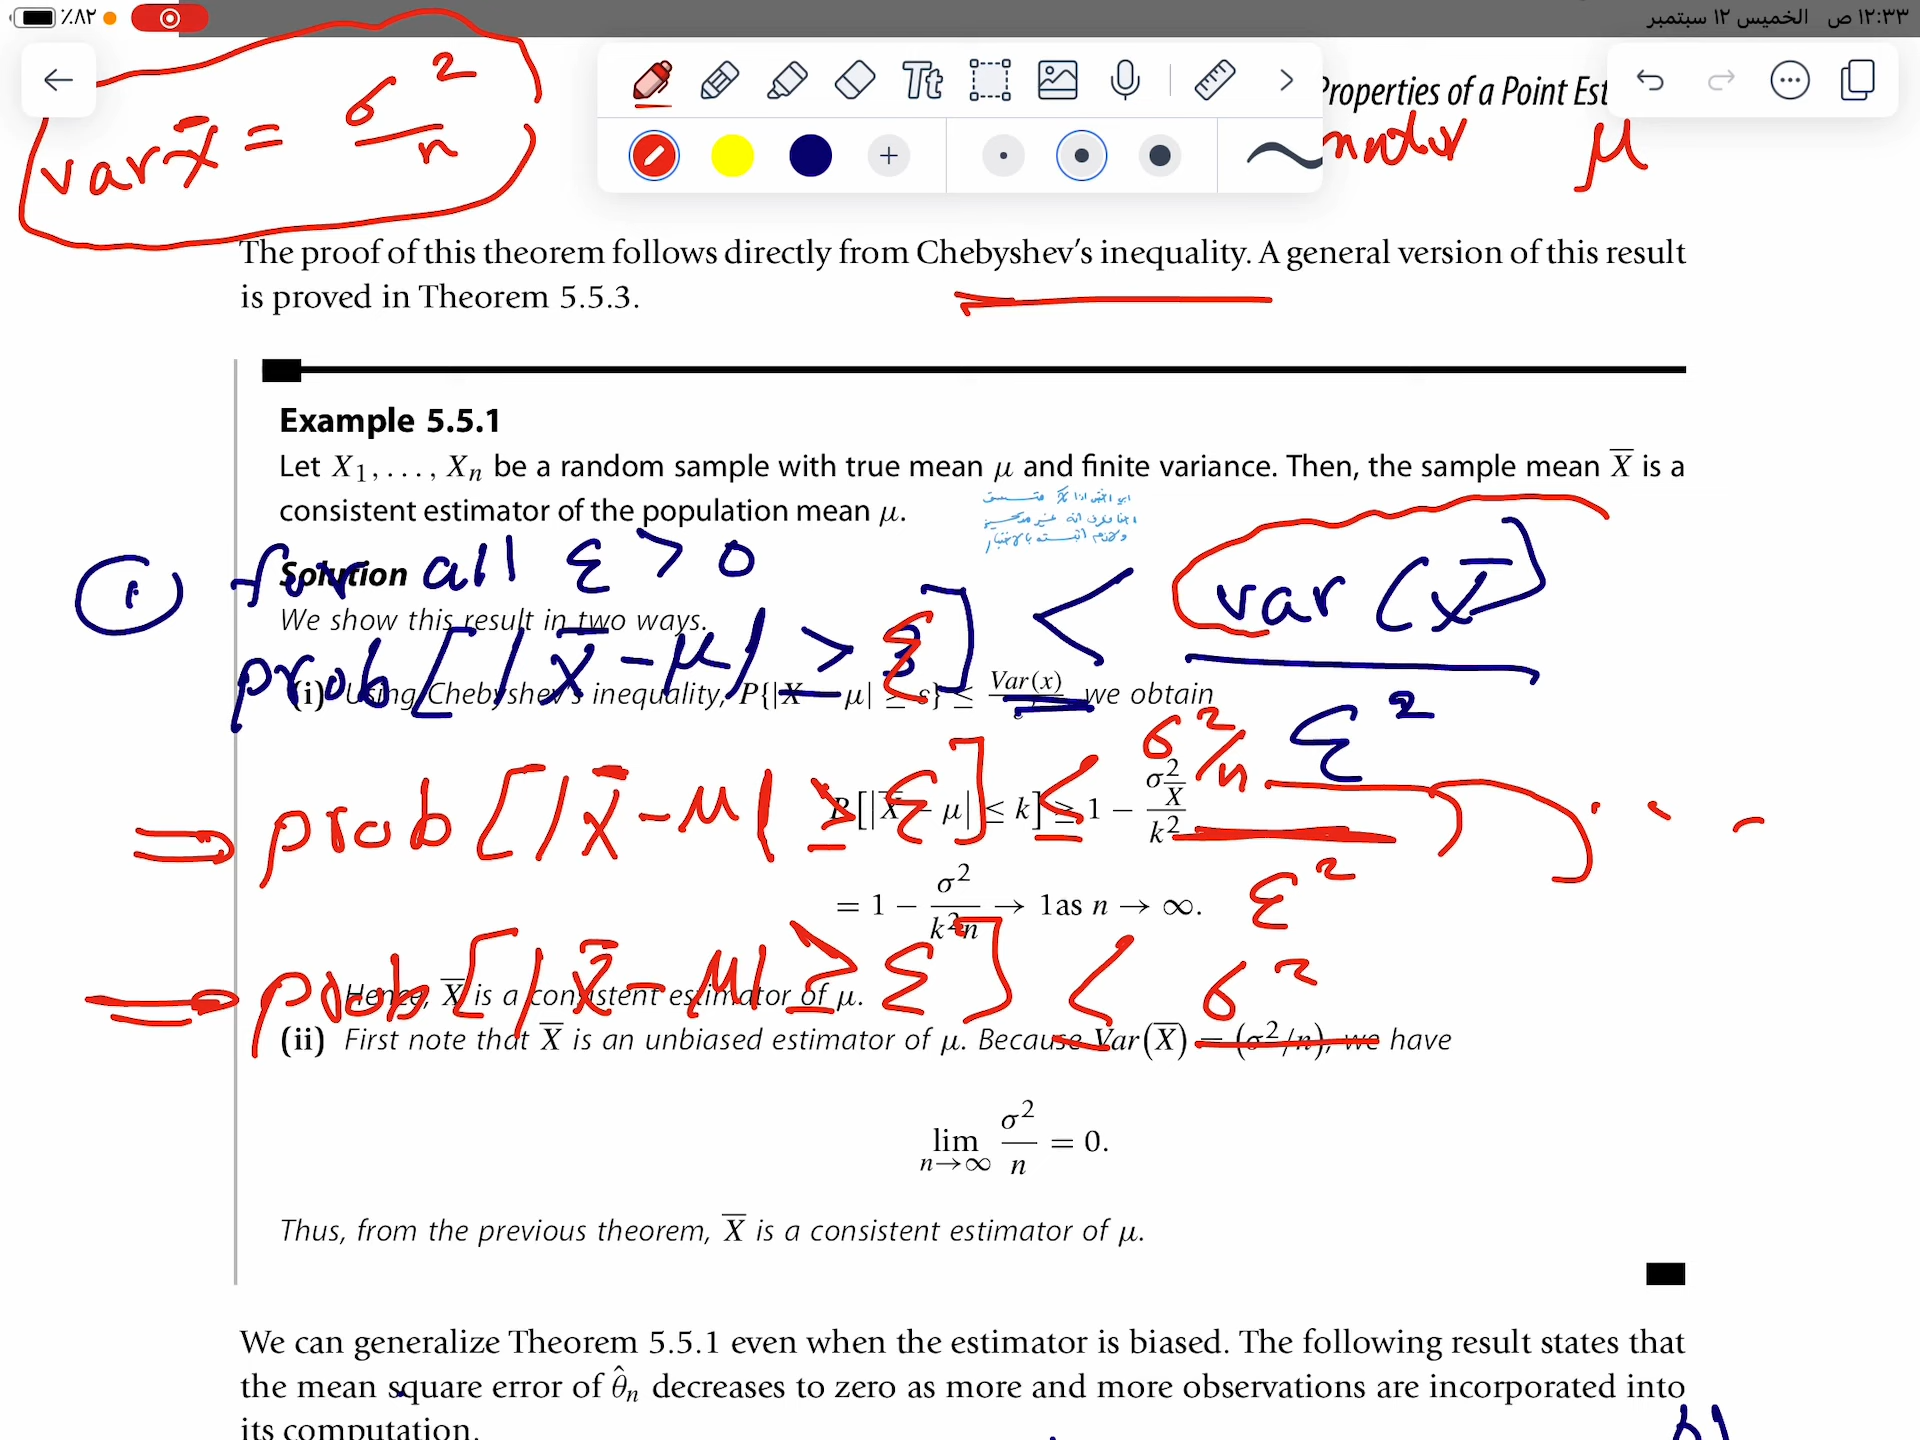 ٪٨٢
١٢:٣٣ ص الخميس ١٢ سبتمبر
Tt
Properties of a Point Est
var x̄ = σ²/n
μ
The proof of this theorem follows directly from Chebyshev's inequality. A general version of this result
is proved in Theorem 5.5.3.
Example 5.5.1
Let X₁, . . . , Xₙ be a random sample with true mean μ and finite variance. Then, the sample mean X̅ is a
consistent estimator of the population mean μ.
① for all ε > 0
Solution
We show this result in two ways.
prob[|x̄ - μ| > ε] < var(x̄)/ε²
(i) Using Chebyshev's inequality, P{|X − μ| ≥ ε} ≤ Var(x)/ we obtain
⇒ prob[|x̄ - μ| ≥ ε] ≤ σ²/n / ε²
P[|X̅ − μ| ≤ k] ≥ 1 − σ²_X̅/k²
= 1 − σ²/k²n → 1as n → ∞.
⇒ prob[|x̄ - μ| ≥ ε] ≤ σ²
Hence, X̅ is a consistent estimator of μ.
(ii) First note that X̅ is an unbiased estimator of μ. Because Var(X̅) = (σ²/n), we have
lim n→∞ σ²/n = 0.
Thus, from the previous theorem, X̅ is a consistent estimator of μ.
We can generalize Theorem 5.5.1 even when the estimator is biased. The following result states that
the mean square error of θ̂ₙ decreases to zero as more and more observations are incorporated into
its computation.